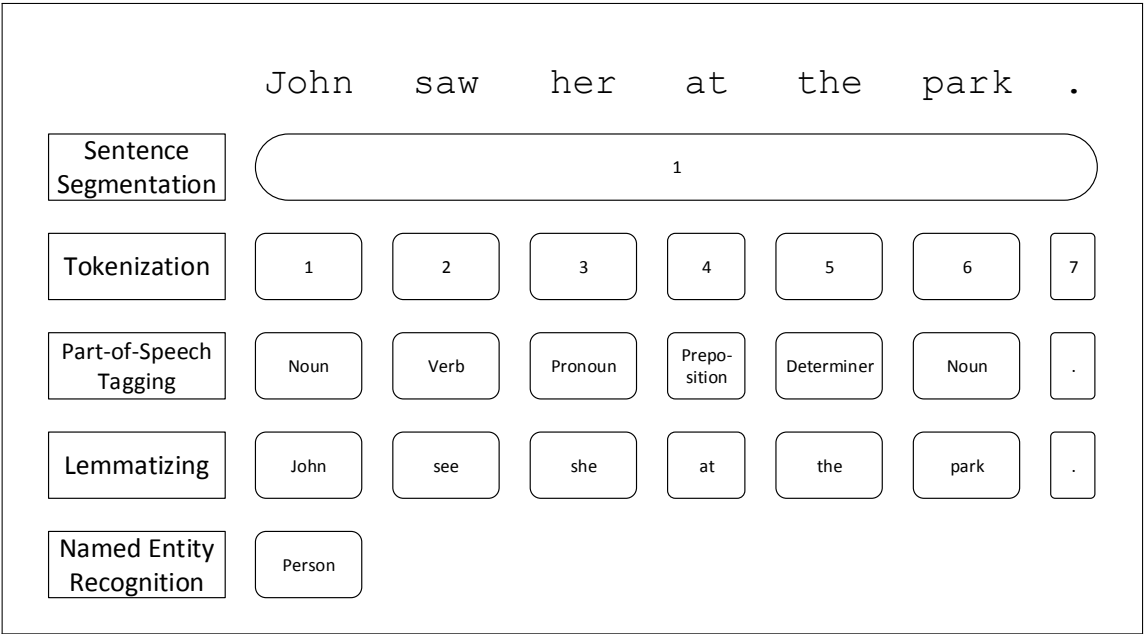 John saw her at the park .
Sentence
Segmentation
1
Tokenization 1 2 3 4 5 6 7
Part-of-Speech
Tagging
Noun Verb Pronoun Prepo-
sition
Determiner Noun .
Lemmatizing John see she at the park .
Named Entity
Recognition
Person